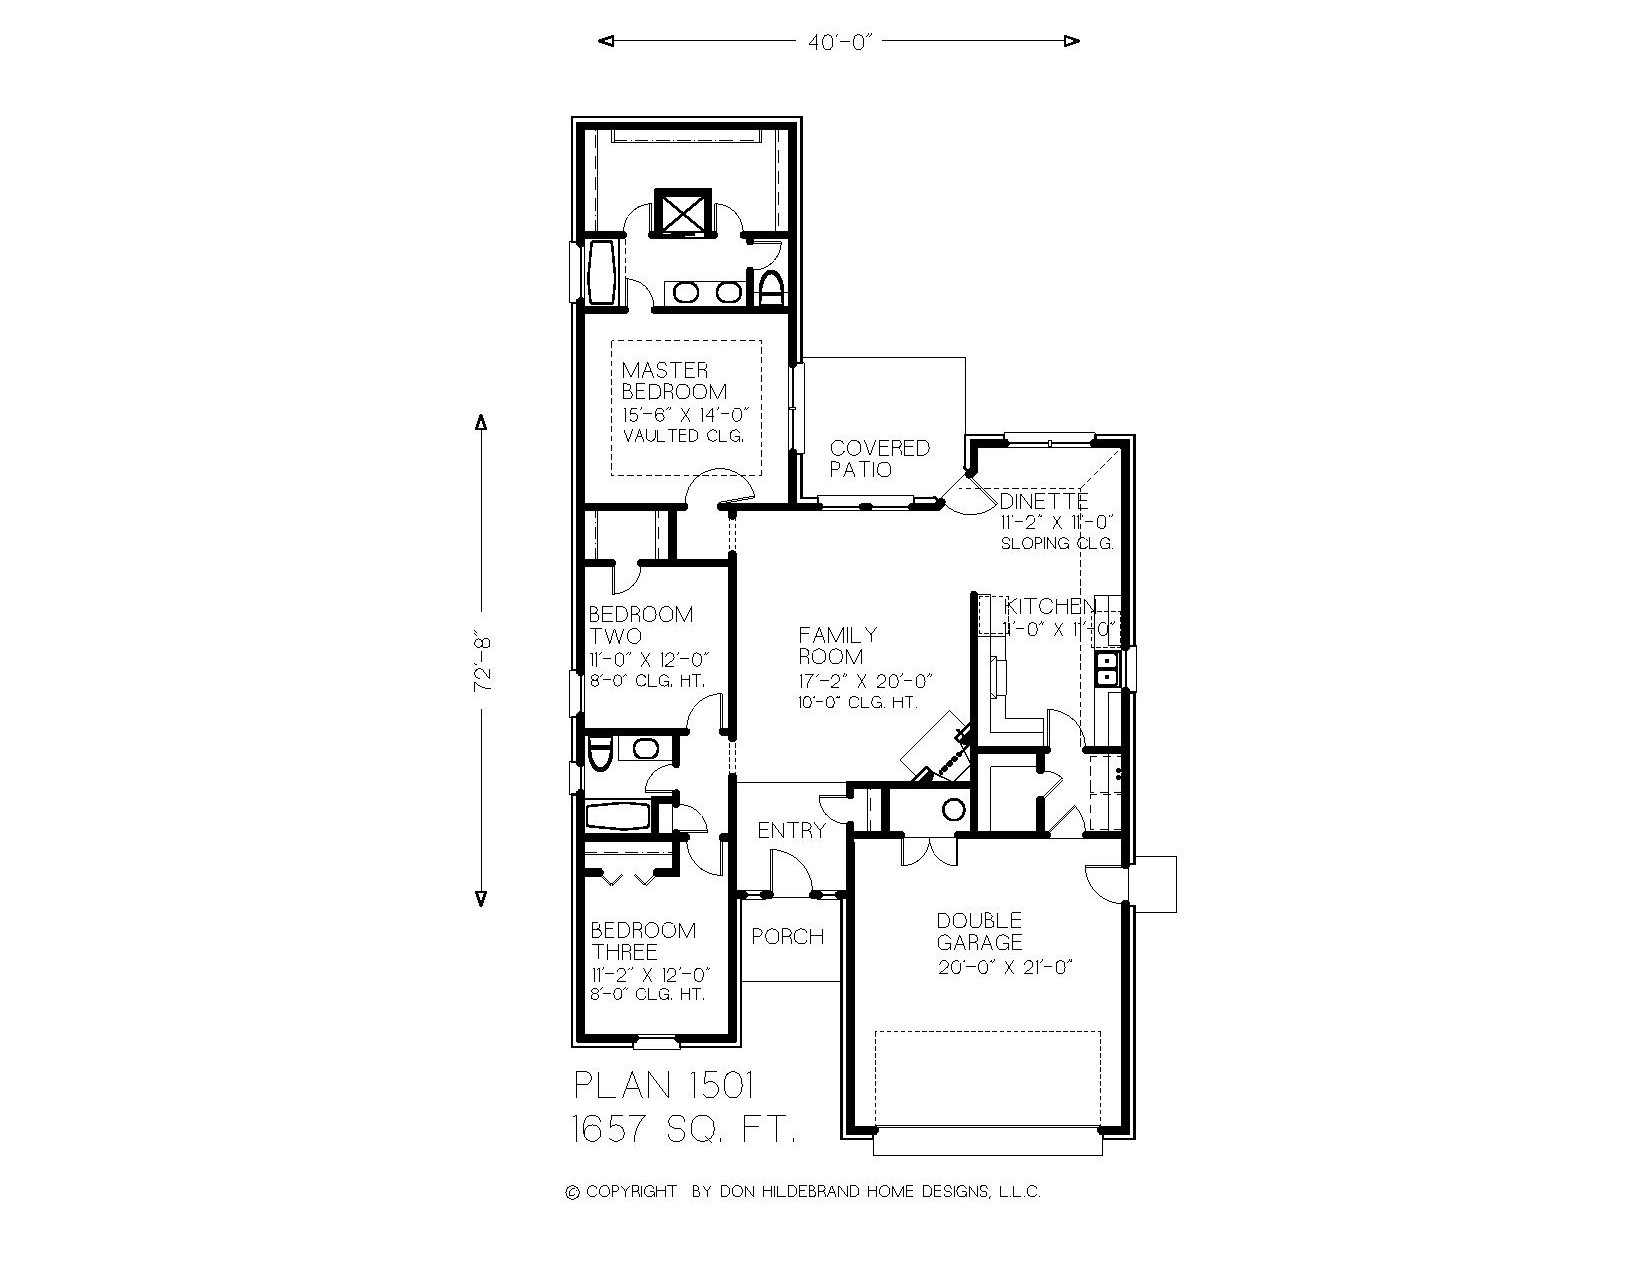 40'-0"
MASTER
BEDROOM
15'-6" X 14'-0"
VAULTED CLG.
COVERED
PATIO
DINETTE
11'-2" X 11'-0"
SLOPING CLG.
KITCHEN
11'-0" X 11'-0"
BEDROOM
TWO
11'-0" X 12'-0"
8'-0" CLG. HT.
FAMILY
ROOM
17'-2" X 20'-0"
10'-0" CLG. HT.
72'-8"
ENTRY
PORCH
BEDROOM
THREE
11'-2" X 12'-0"
8'-0" CLG. HT.
DOUBLE
GARAGE
20'-0" X 21'-0"
PLAN 1501
1657 SQ. FT.
© COPYRIGHT BY DON HILDEBRAND HOME DESIGNS, L.L.C.